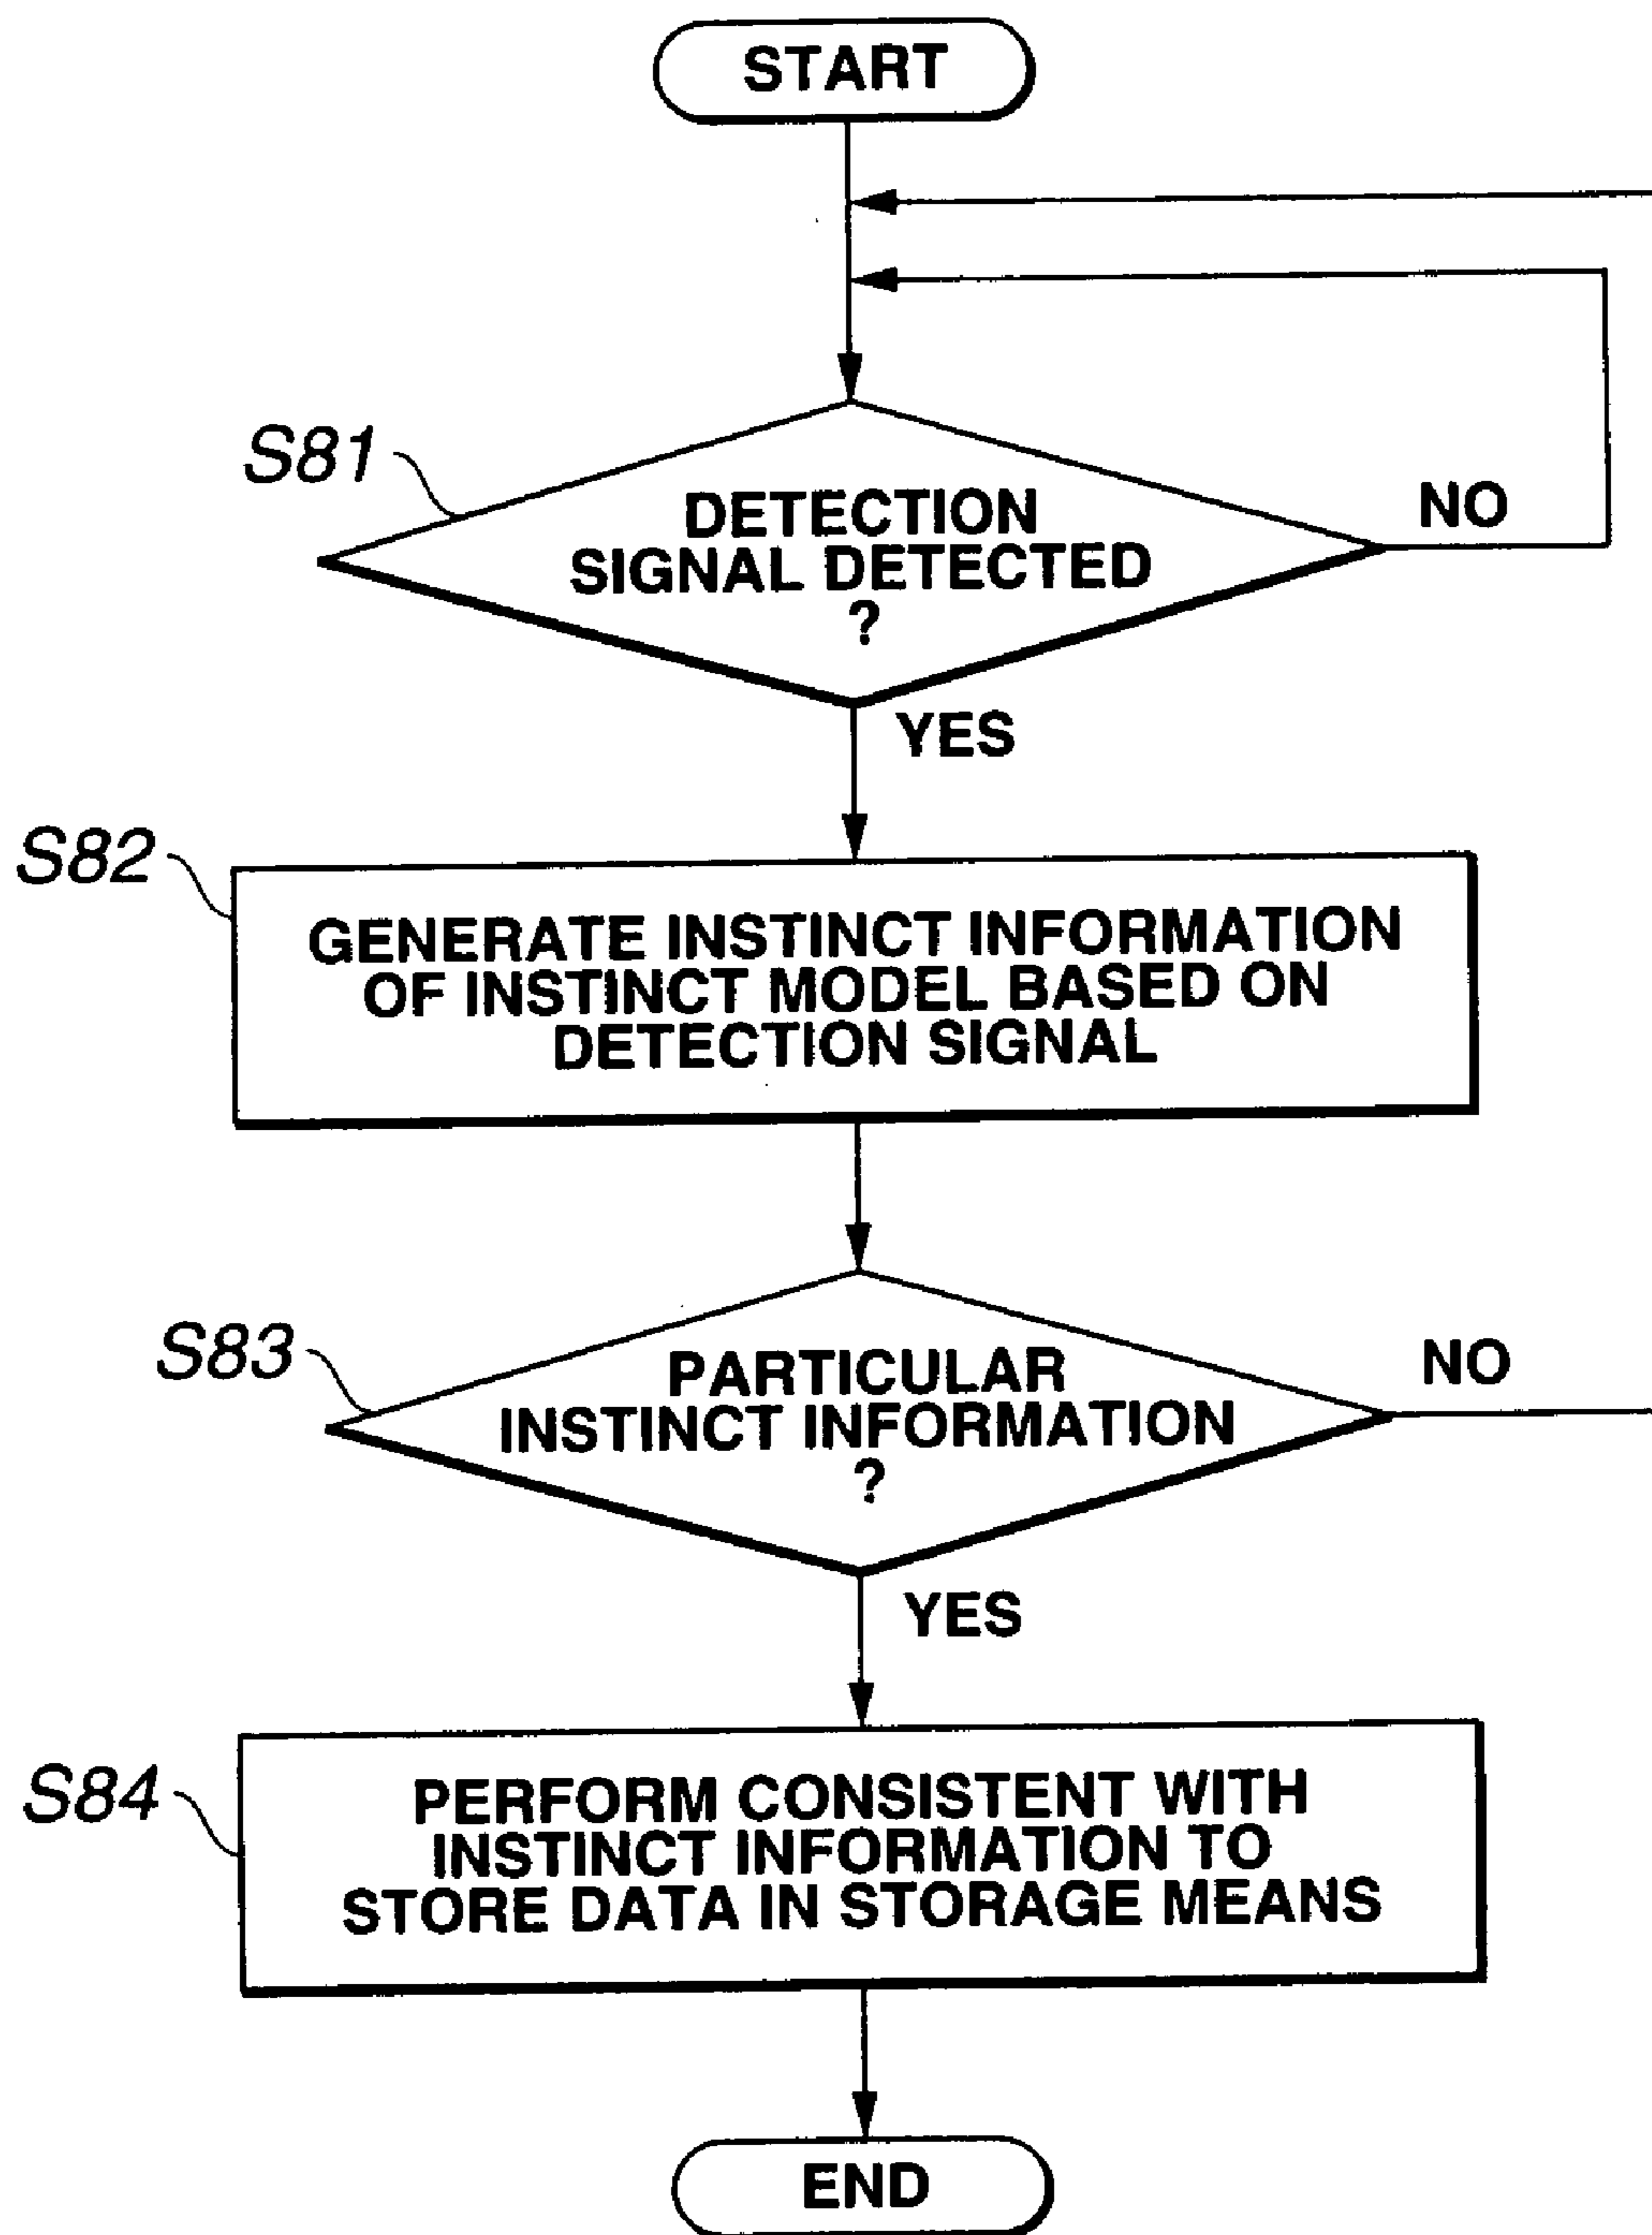 START
S81
DETECTION
SIGNAL DETECTED
?
NO
YES
S82
GENERATE INSTINCT INFORMATION
OF INSTINCT MODEL BASED ON
DETECTION SIGNAL
S83
PARTICULAR
INSTINCT INFORMATION
?
NO
YES
S84
PERFORM CONSISTENT WITH
INSTINCT INFORMATION TO
STORE DATA IN STORAGE MEANS
END